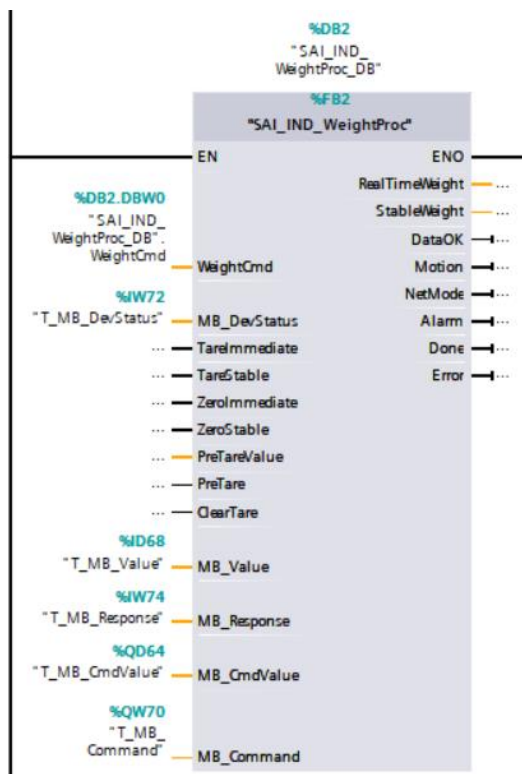 %DB2
"SAI_IND_
WeightProc_DB"
%FB2
"SAI_IND_WeightProc"
EN ENO
RealTimeWeight ...
StableWeight ...
%DB2.DBW0
"SAI_IND_
WeightProc_DB".
WeightCmd
WeightCmd
DataOK ...
Motion ...
NetMode ...
%IW72
"T_MB_DevStatus"
MB_DevStatus
Alarm ...
... TareImmediate
Done ...
... TareStable
Error ...
... ZeroImmediate
... ZeroStable
... PreTareValue
... PreTare
... ClearTare
%ID68
"T_MB_Value" MB_Value
%IW74
"T_MB_Response" MB_Response
%QD64
"T_MB_CmdValue" MB_CmdValue
%QW70
"T_MB_
Command" MB_Command